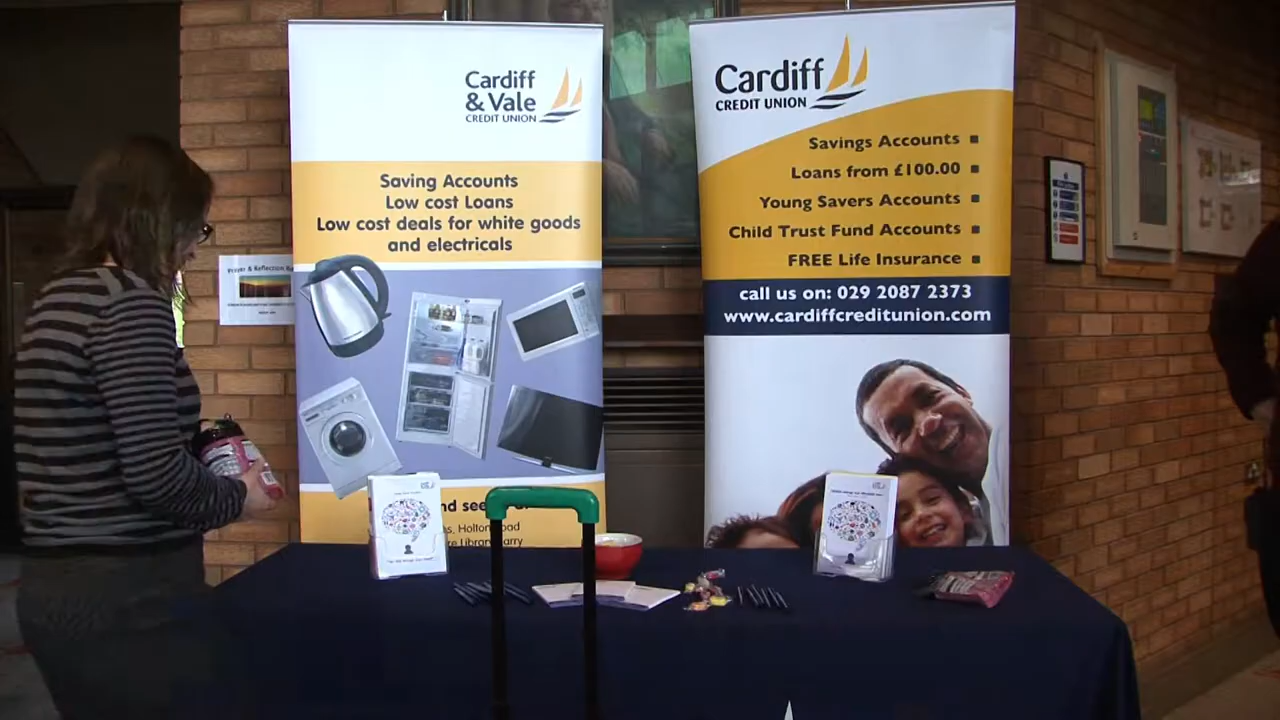 Cardiff
& Vale
CREDIT UNION
Saving Accounts
Low cost Loans
Low cost deals for white goods
and electricals
Cardiff
CREDIT UNION
Savings Accounts
Loans from £100.00
Young Savers Accounts
Child Trust Fund Accounts
FREE Life Insurance
call us on: 029 2087 2373
www.cardiffcreditunion.com
Prayer & Reflection